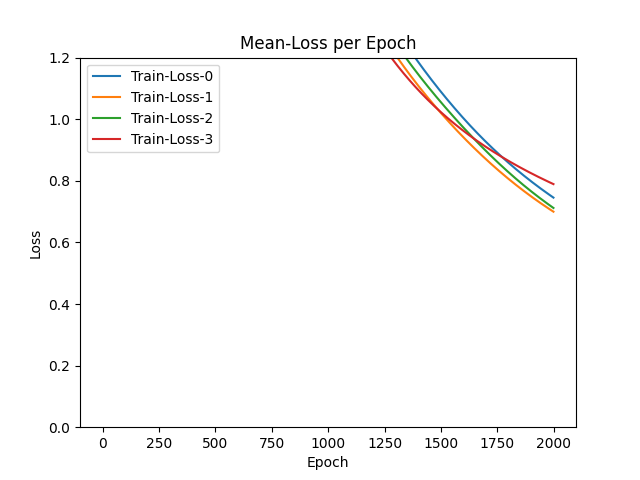 Mean-Loss per Epoch
1.2
1.0
0.8
0.6
0.4
0.2
0.0
Loss
Train-Loss-0
Train-Loss-1
Train-Loss-2
Train-Loss-3
0 250 500 750 1000 1250 1500 1750 2000
Epoch